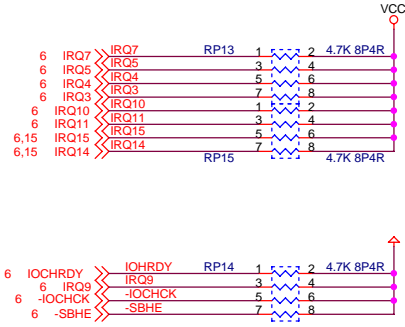 VCC
6 IRQ7 IRQ7 RP13 1 2 4.7K 8P4R
6 IRQ5 IRQ5 3 4
6 IRQ4 IRQ4 5 6
6 IRQ3 IRQ3 7 8
6 IRQ10 IRQ10 1 2
6 IRQ11 IRQ11 3 4
6,15 IRQ15 IRQ15 5 6
6,15 IRQ14 IRQ14 RP15 7 8 4.7K 8P4R
6 IOCHRDY IOHRDY RP14 1 2 4.7K 8P4R
6 IRQ9 IRQ9 3 4
6 -IOCHCK -IOCHCK 5 6
6 -SBHE -SBHE 7 8